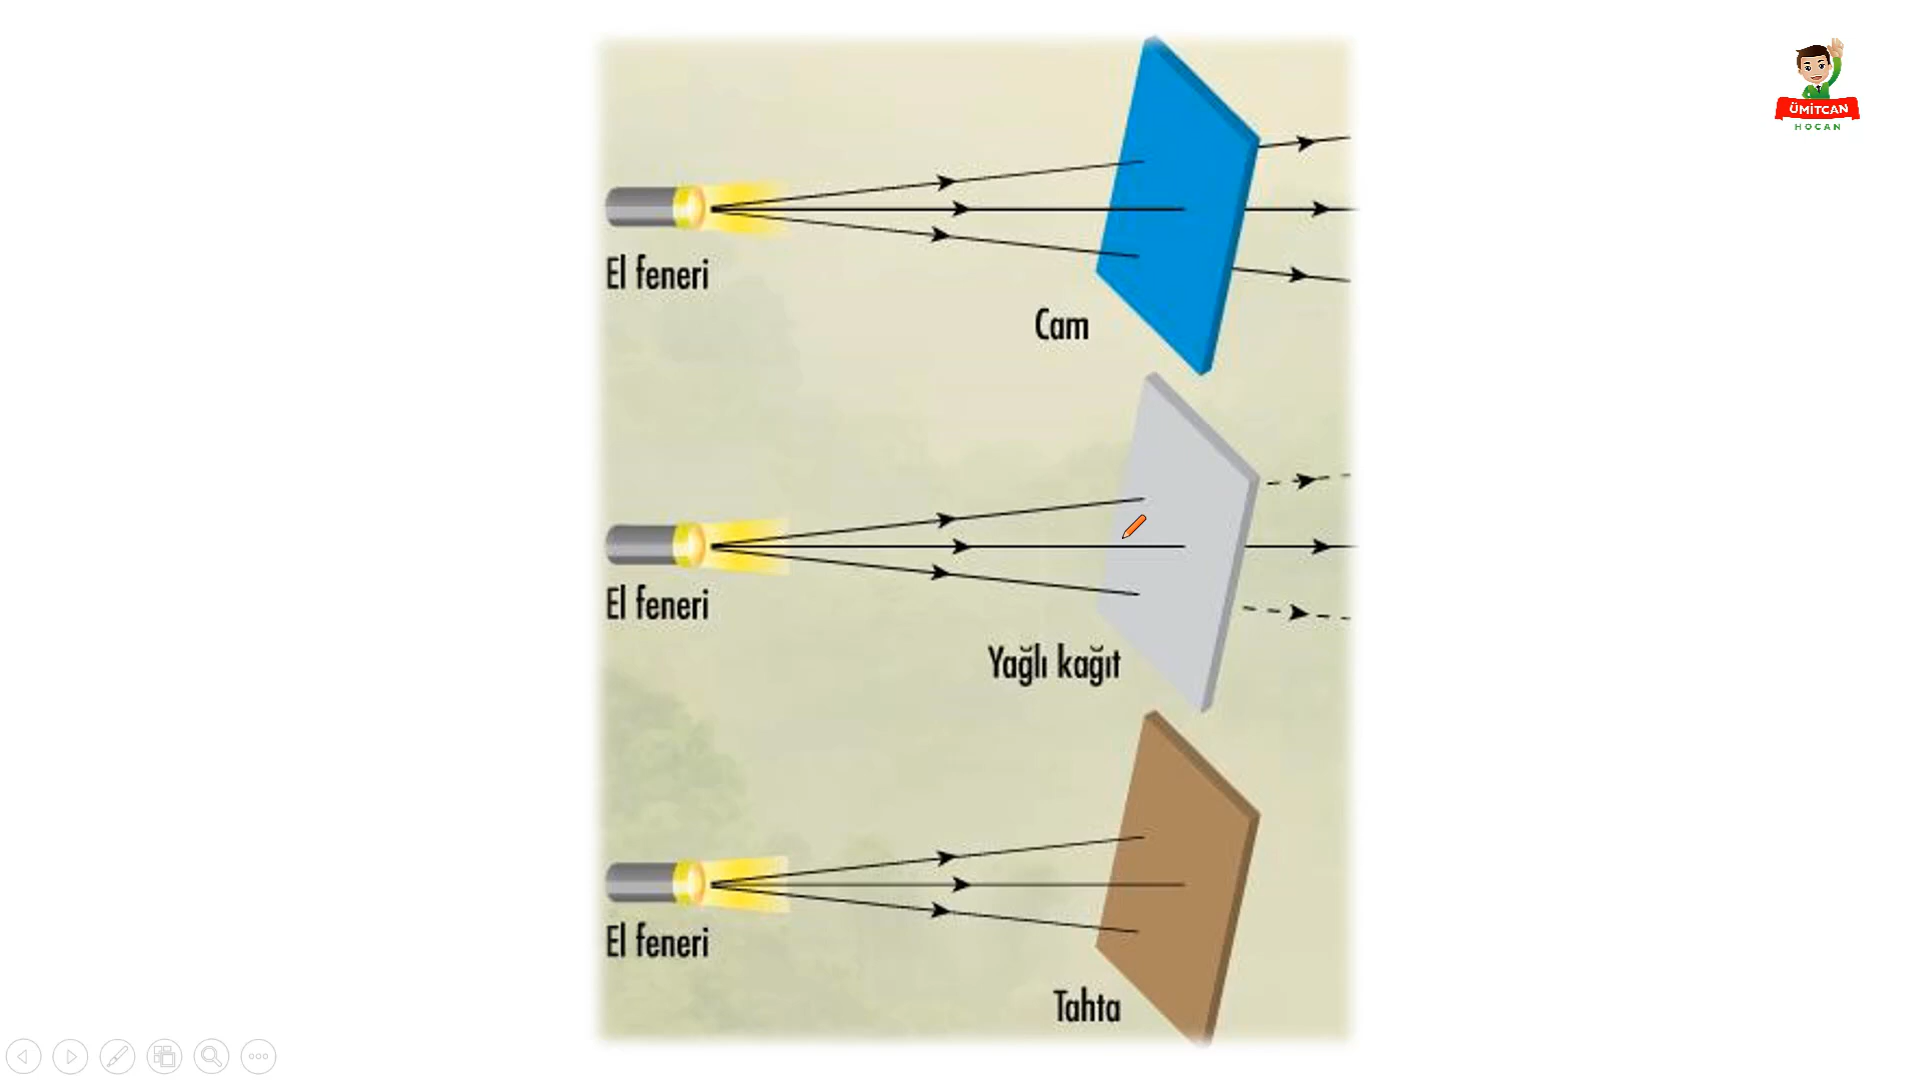 ÜMİTCAN
HOCAN
El feneri
Cam
El feneri
Yağlı kağıt
El feneri
Tahta